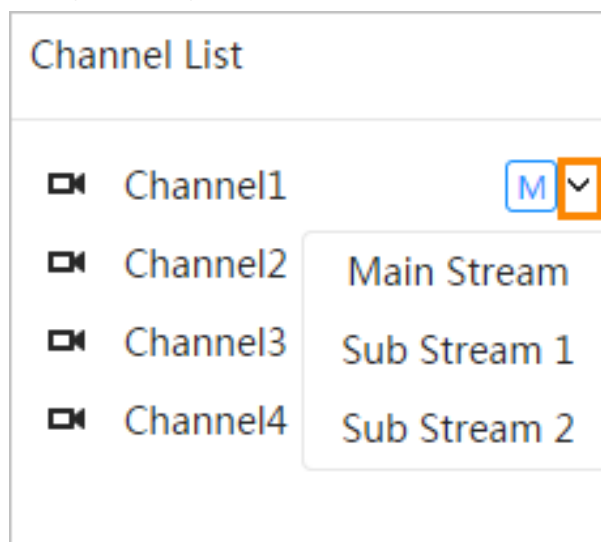 Channel List
Channel1 M
Channel2
Main Stream
Channel3
Sub Stream 1
Channel4
Sub Stream 2